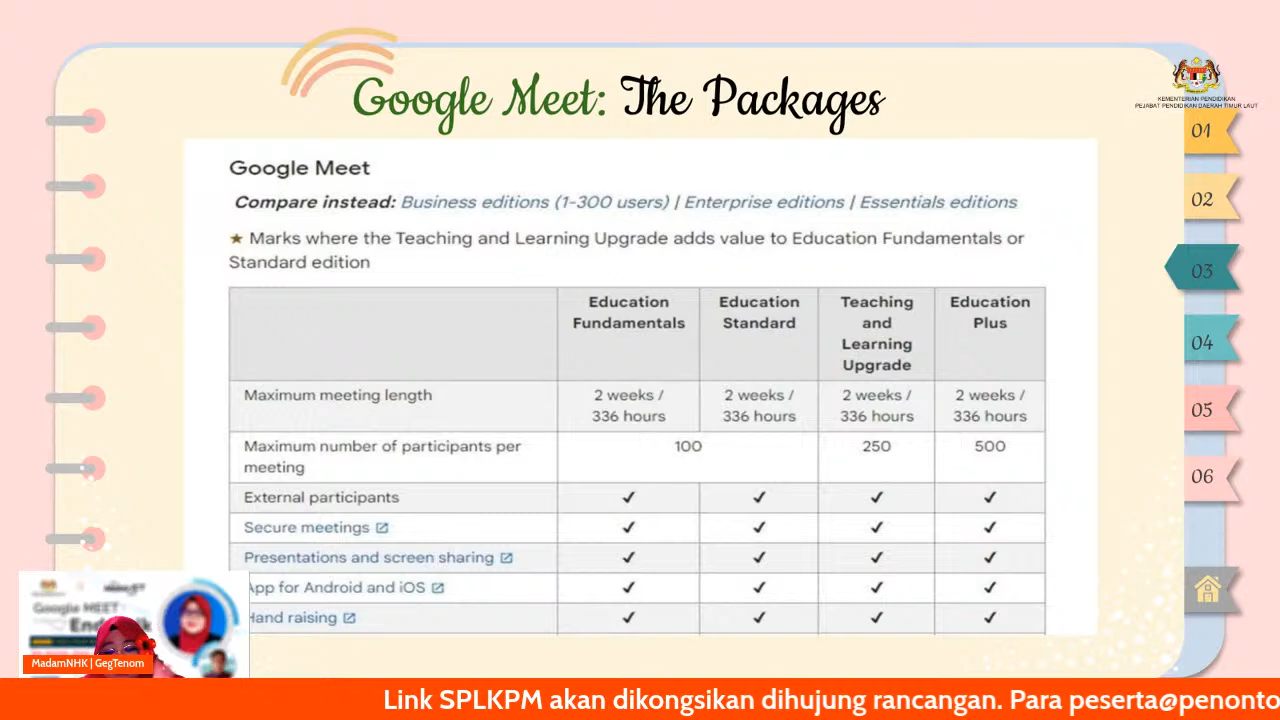 Google Meet: The Packages
KEMENTERIAN PENDIDIKAN
PEJABAT PENDIDIKAN DAERAH TIMUR LAUT
01
02
03
04
05
06
Google Meet
Compare instead: Business editions (1-300 users) | Enterprise editions | Essentials editions
★ Marks where the Teaching and Learning Upgrade adds value to Education Fundamentals or
Standard edition
Education Fundamentals
Education Standard
Teaching and Learning Upgrade
Education Plus
Maximum meeting length 2 weeks / 336 hours 2 weeks / 336 hours 2 weeks / 336 hours 2 weeks / 336 hours
Maximum number of participants per meeting 100 250 500
External participants ✔ ✔ ✔ ✔
Secure meetings ✔ ✔ ✔ ✔
Presentations and screen sharing ✔ ✔ ✔ ✔
App for Android and iOS ✔ ✔ ✔ ✔
Hand raising ✔ ✔ ✔ ✔
Google MEET
MadamNHK | GegTenom
Link SPLKPM akan dikongsikan dihujung rancangan. Para peserta@penonto